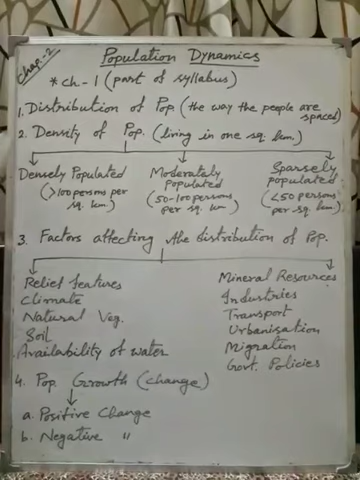 Chap-2
Population Dynamics
* Ch-1 (part of syllabus)
1. Distribution of Pop. (the way the people are spaced)
2. Density of Pop. (living in one sq. km.)
Densely Populated (>100 persons per sq. km.)
Moderately populated (50-100 persons per sq. km)
Sparsely populated (<50 persons per sq. km.)
3. Factors affecting the distribution of Pop.
Relief features
Climate
Natural Veg.
Soil
Availability of water
Mineral Resources
Industries
Transport
Urbanisation
Migration
Govt. Policies
4. Pop. Growth (change)
a. Positive Change
b. Negative "